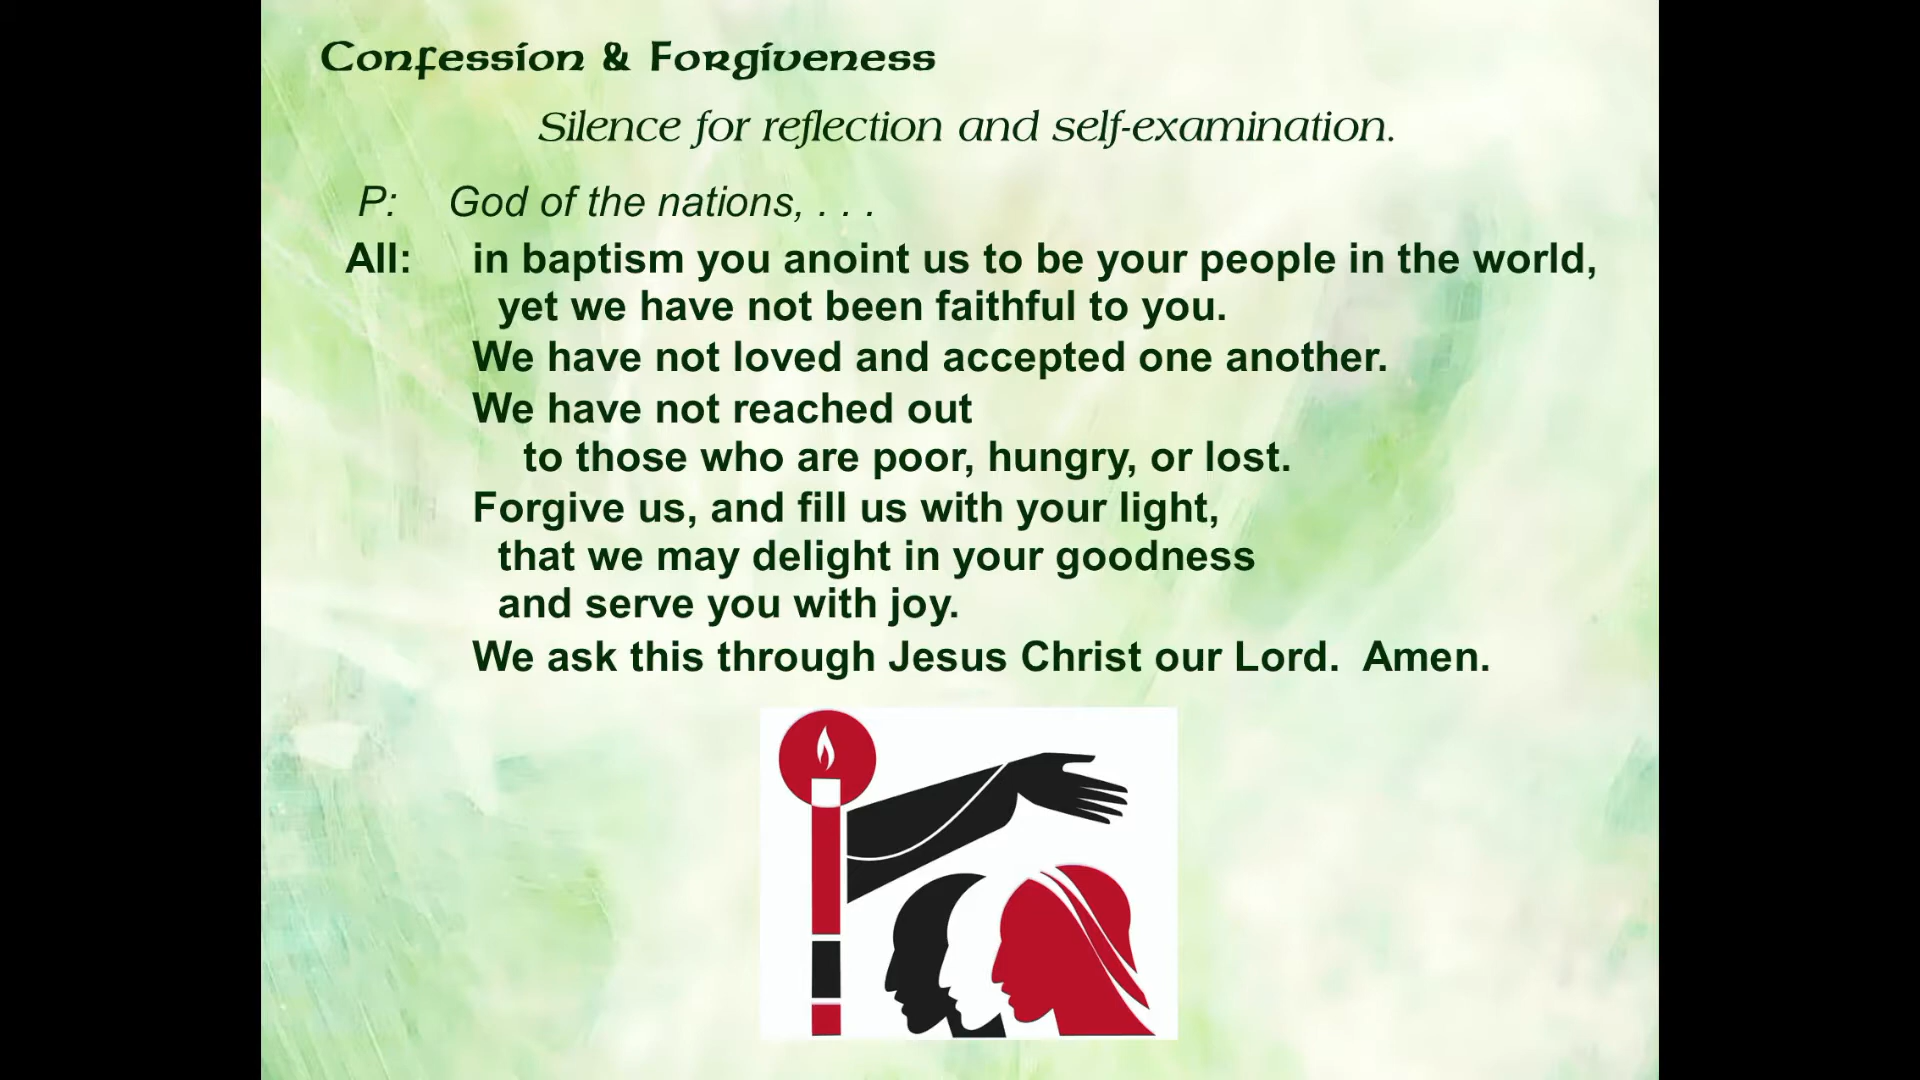 Confession & Forgiveness
Silence for reflection and self-examination.
P: God of the nations, . . .
All: in baptism you anoint us to be your people in the world,
yet we have not been faithful to you.
We have not loved and accepted one another.
We have not reached out
to those who are poor, hungry, or lost.
Forgive us, and fill us with your light,
that we may delight in your goodness
and serve you with joy.
We ask this through Jesus Christ our Lord.  Amen.